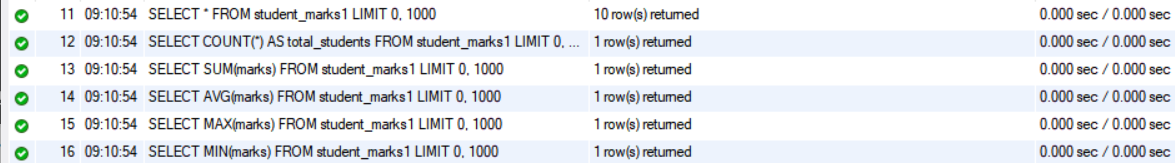 11 09:10:54 SELECT * FROM student_marks1 LIMIT 0, 1000 10 row(s) returned 0.000 sec / 0.000 sec
12 09:10:54 SELECT COUNT(*) AS total_students FROM student_marks1 LIMIT 0, ... 1 row(s) returned 0.000 sec / 0.000 sec
13 09:10:54 SELECT SUM(marks) FROM student_marks1 LIMIT 0, 1000 1 row(s) returned 0.000 sec / 0.000 sec
14 09:10:54 SELECT AVG(marks) FROM student_marks1 LIMIT 0, 1000 1 row(s) returned 0.000 sec / 0.000 sec
15 09:10:54 SELECT MAX(marks) FROM student_marks1 LIMIT 0, 1000 1 row(s) returned 0.000 sec / 0.000 sec
16 09:10:54 SELECT MIN(marks) FROM student_marks1 LIMIT 0, 1000 1 row(s) returned 0.000 sec / 0.000 sec